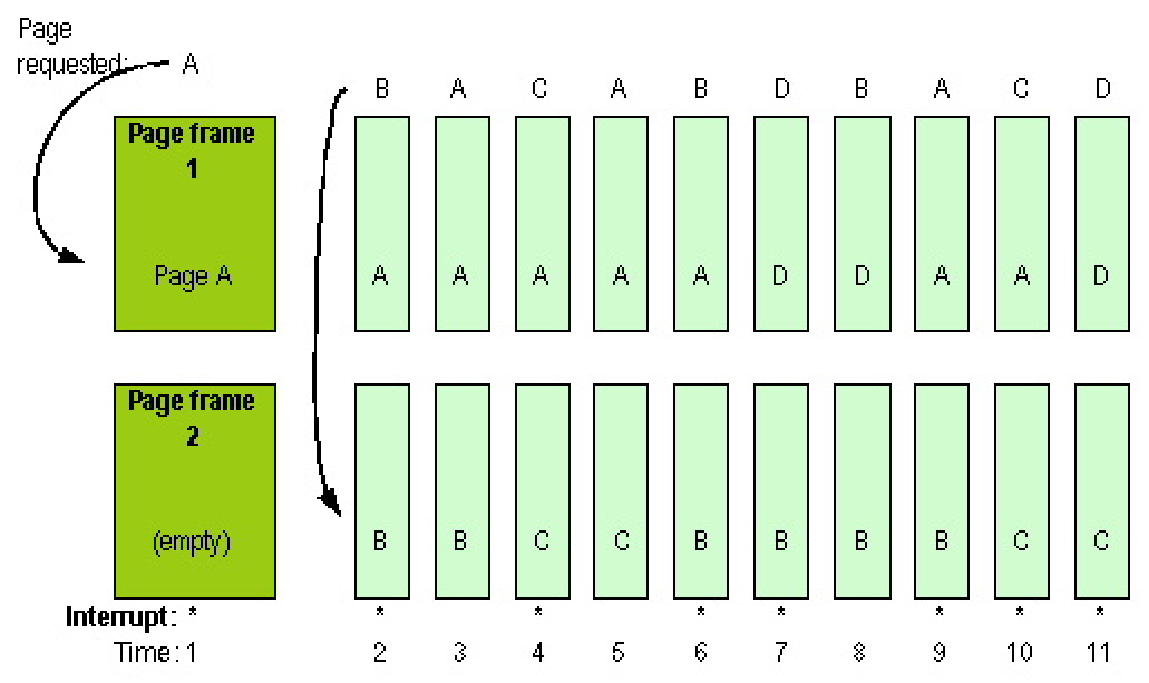 Page
requested: A
B A C A B D B A C D
Page frame
1
Page A
A A A A A D D A A D
Page frame
2
(empty)
B B C C B B B B C C
Interrupt: * * * * * * * *
Time: 1 2 3 4 5 6 7 8 9 10 11